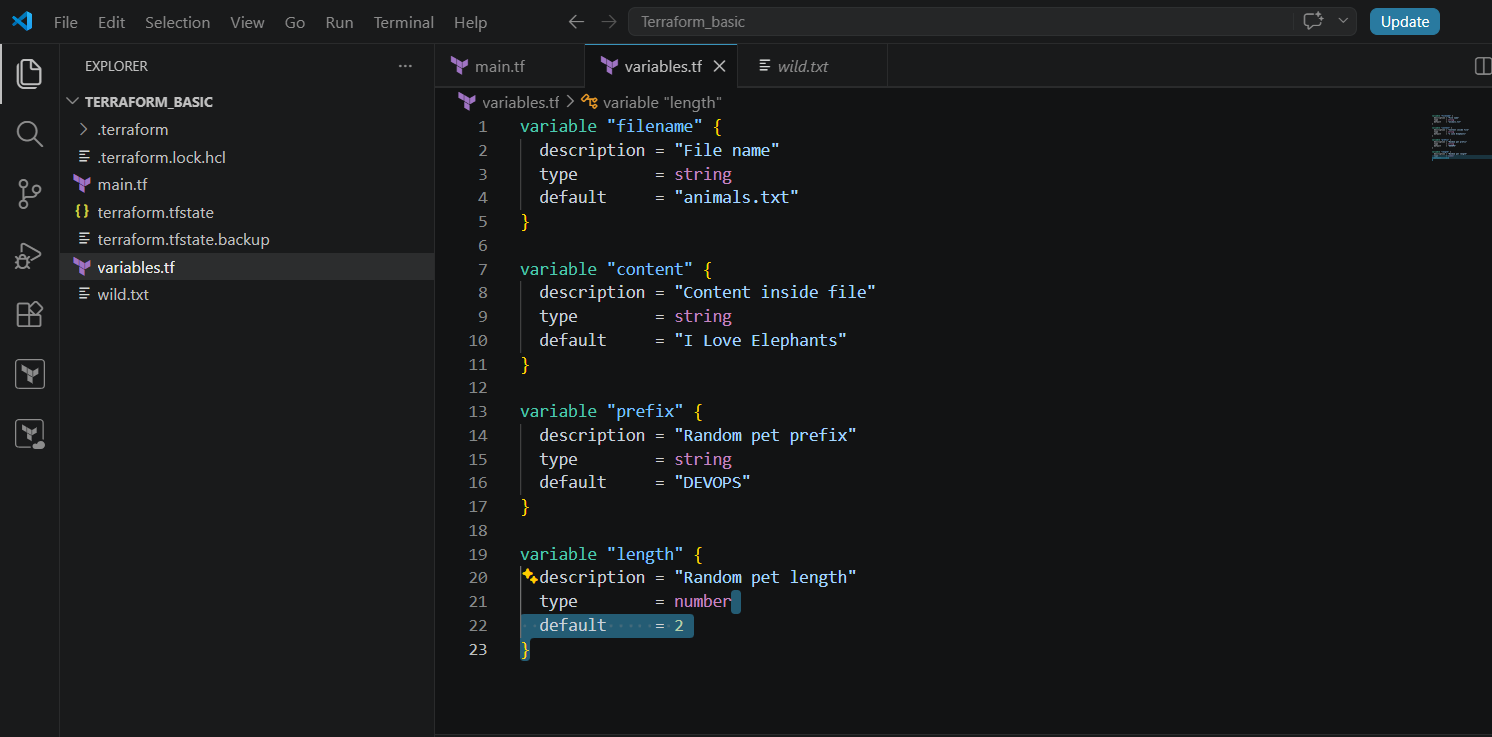 File Edit Selection View Go Run Terminal Help
Terraform_basic
Update
EXPLORER
TERRAFORM_BASIC
.terraform
.terraform.lock.hcl
main.tf
terraform.tfstate
terraform.tfstate.backup
variables.tf
wild.txt
main.tf variables.tf wild.txt
variables.tf > variable "length"
1 variable "filename" {
2 description = "File name"
3 type = string
4 default = "animals.txt"
5 }
6
7 variable "content" {
8 description = "Content inside file"
9 type = string
10 default = "I Love Elephants"
11 }
12
13 variable "prefix" {
14 description = "Random pet prefix"
15 type = string
16 default = "DEVOPS"
17 }
18
19 variable "length" {
20 description = "Random pet length"
21 type = number
22 default = 2
23 }